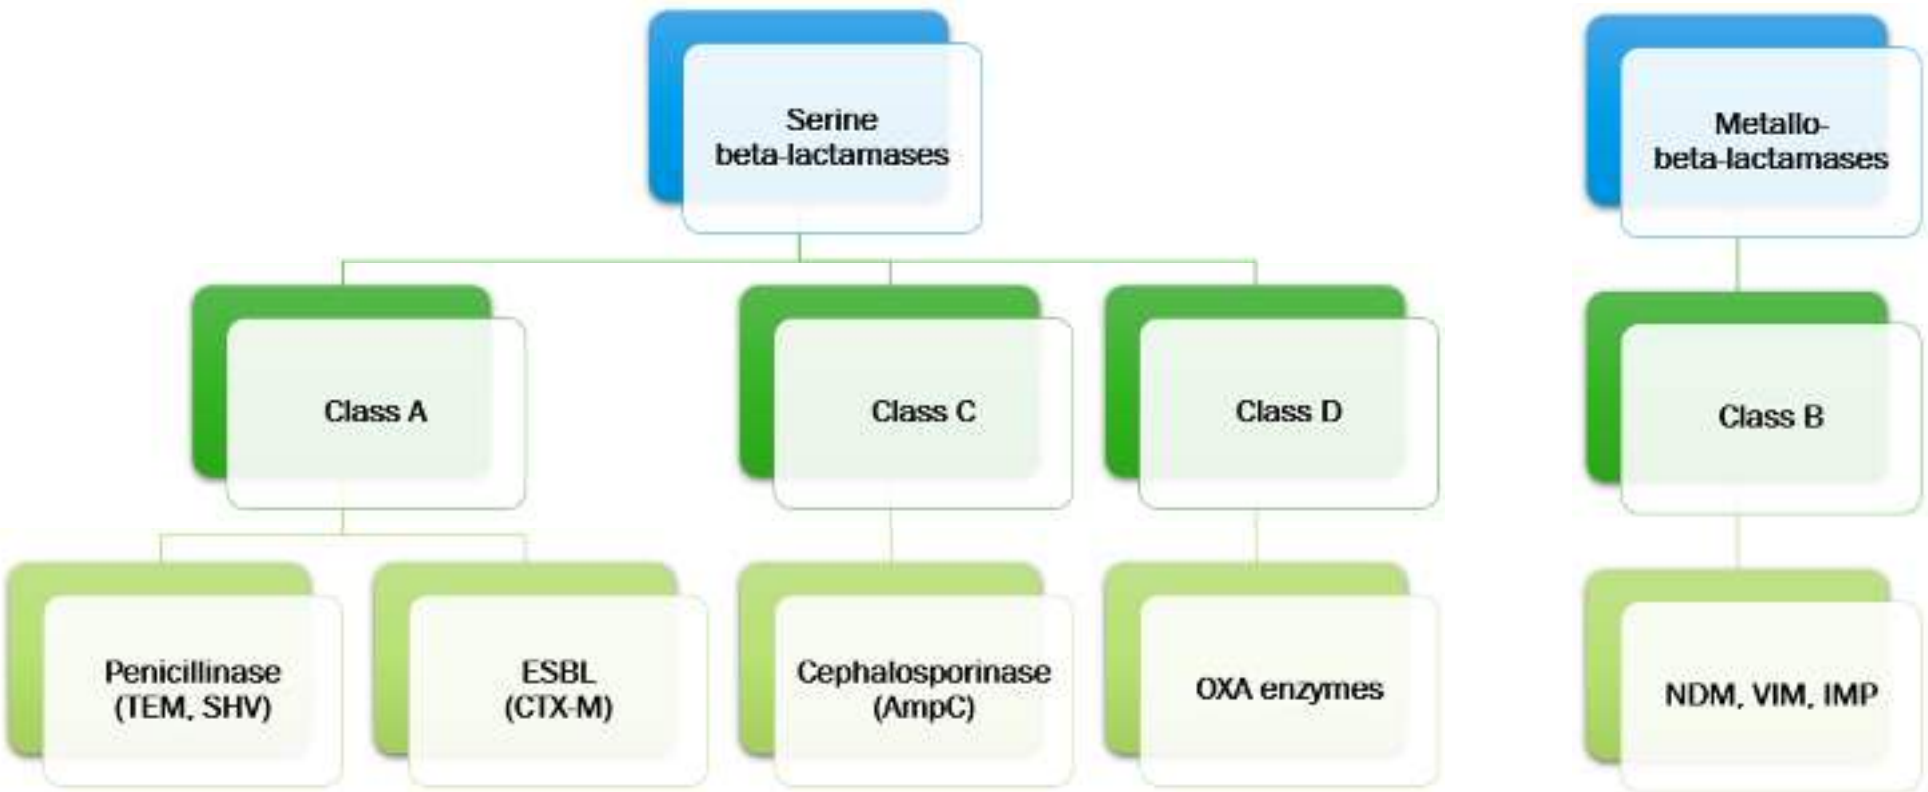 Serine
beta-lactamases
Metallo-
beta-lactamases
Class A
Class C
Class D
Class B
Penicillinase
(TEM, SHV)
ESBL
(CTX-M)
Cephalosporinase
(AmpC)
OXA enzymes
NDM, VIM, IMP